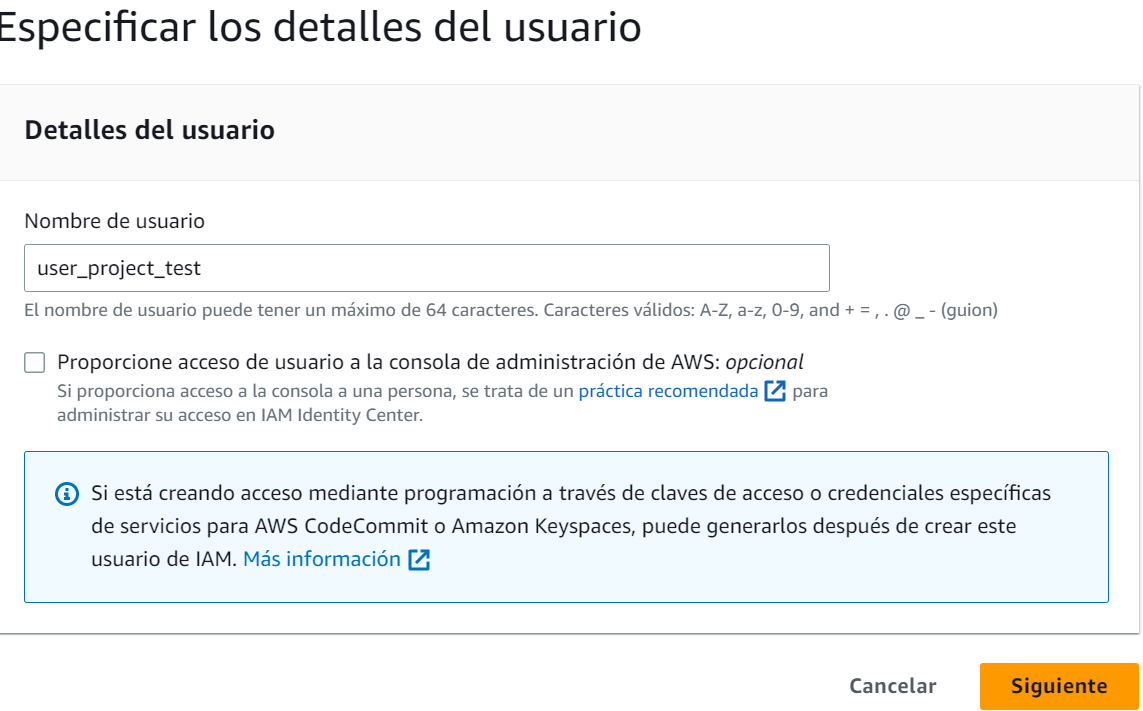 Especificar los detalles del usuario
Detalles del usuario
Nombre de usuario
user_project_test
El nombre de usuario puede tener un máximo de 64 caracteres. Caracteres válidos: A-Z, a-z, 0-9, and + = , . @ _ - (guion)
Proporcione acceso de usuario a la consola de administración de AWS: opcional
Si proporciona acceso a la consola a una persona, se trata de un práctica recomendada para
administrar su acceso en IAM Identity Center.
Si está creando acceso mediante programación a través de claves de acceso o credenciales específicas
de servicios para AWS CodeCommit o Amazon Keyspaces, puede generarlos después de crear este
usuario de IAM. Más información
Cancelar Siguiente